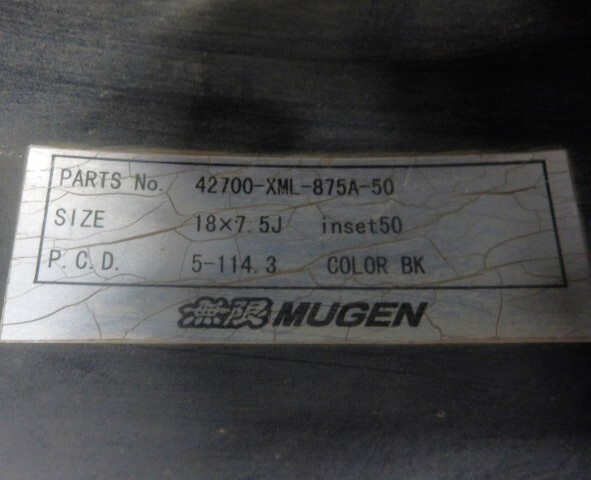 PARTS No. 42700-XML-875A-50
SIZE 18×7.5J inset50
P.C.D. 5-114.3 COLOR BK
無限 MUGEN